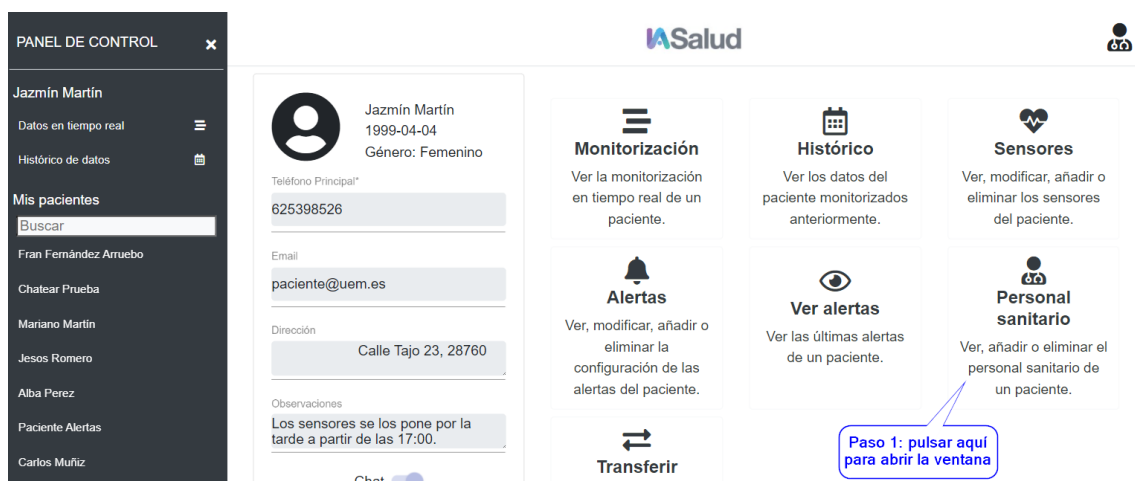 PANEL DE CONTROL ×
Jazmín Martín
Datos en tiempo real
Histórico de datos
Mis pacientes
Buscar
Fran Fernández Arruebo
Chatear Prueba
Mariano Martín
Jesos Romero
Alba Perez
Paciente Alertas
Carlos Muñiz
IASalud
Jazmín Martín
1999-04-04
Género: Femenino
Teléfono Principal*
625398526
Email
paciente@uem.es
Dirección
Calle Tajo 23, 28760
Observaciones
Los sensores se los pone por la
tarde a partir de las 17:00.
Chat
Monitorización
Ver la monitorización
en tiempo real de un
paciente.
Histórico
Ver los datos del
paciente monitorizados
anteriormente.
Sensores
Ver, modificar, añadir o
eliminar los sensores
del paciente.
Alertas
Ver, modificar, añadir o
eliminar la
configuración de las
alertas del paciente.
Ver alertas
Ver las últimas alertas
de un paciente.
Personal
sanitario
Ver, añadir o eliminar el
personal sanitario de
un paciente.
Transferir
Paso 1: pulsar aquí
para abrir la ventana